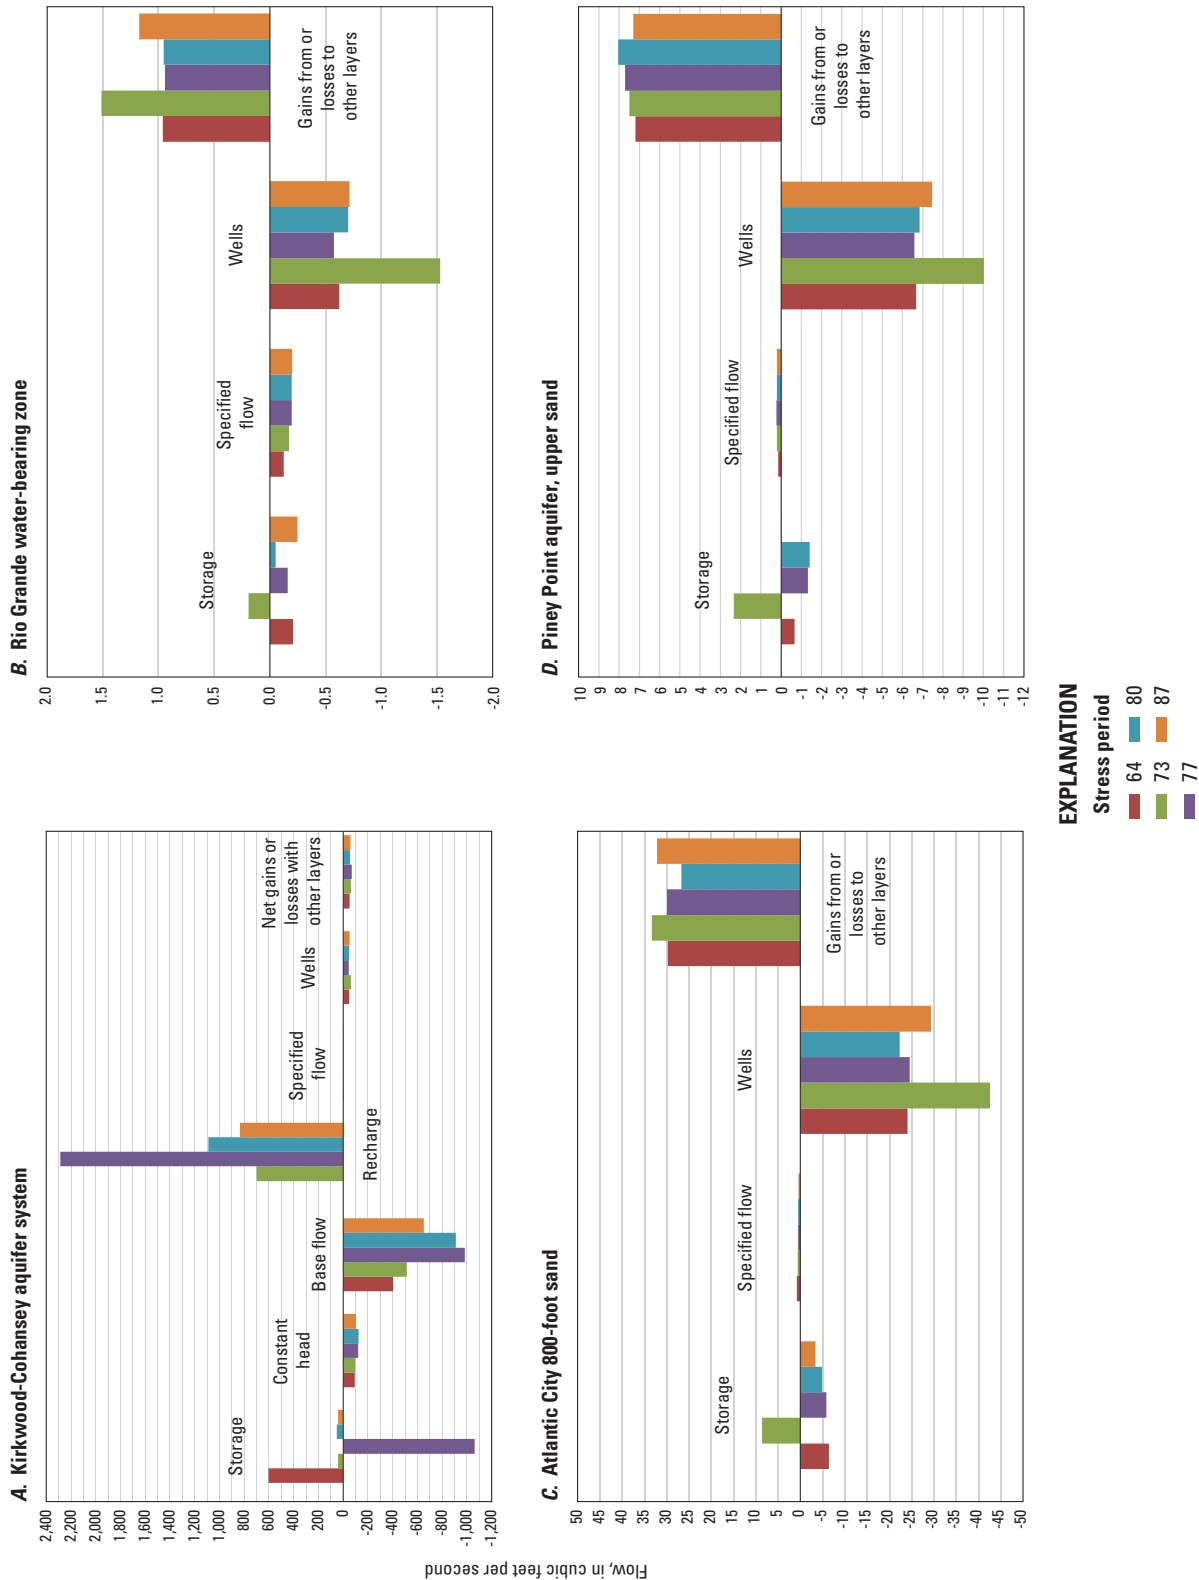 A. Kirkwood-Cohansey aquifer system
2,400
2,200
2,000
1,800
1,600
1,400
1,200
1,000
800
600
400
200
0
-200
-400
-600
-800
-1,000
-1,200
Storage
Constant
head
Base flow
Recharge
Specified
flow
Wells
Net gains or
losses with
other layers
B. Rio Grande water-bearing zone
2.0
1.5
1.0
0.5
0.0
-0.5
-1.0
-1.5
-2.0
Storage
Specified
flow
Wells
Gains from or
losses to
other layers
Flow, in cubic feet per second
C. Atlantic City 800-foot sand
50
45
40
35
30
25
20
15
10
5
0
-5
-10
-15
-20
-25
-30
-35
-40
-45
-50
Storage
Specified flow
Wells
Gains from or
losses to
other layers
D. Piney Point aquifer, upper sand
10
9
8
7
6
5
4
3
2
1
0
-1
-2
-3
-4
-5
-6
-7
-8
-9
-10
-11
-12
Storage
Specified flow
Wells
Gains from or
losses to
other layers
EXPLANATION
Stress period
64 80
73 87
77